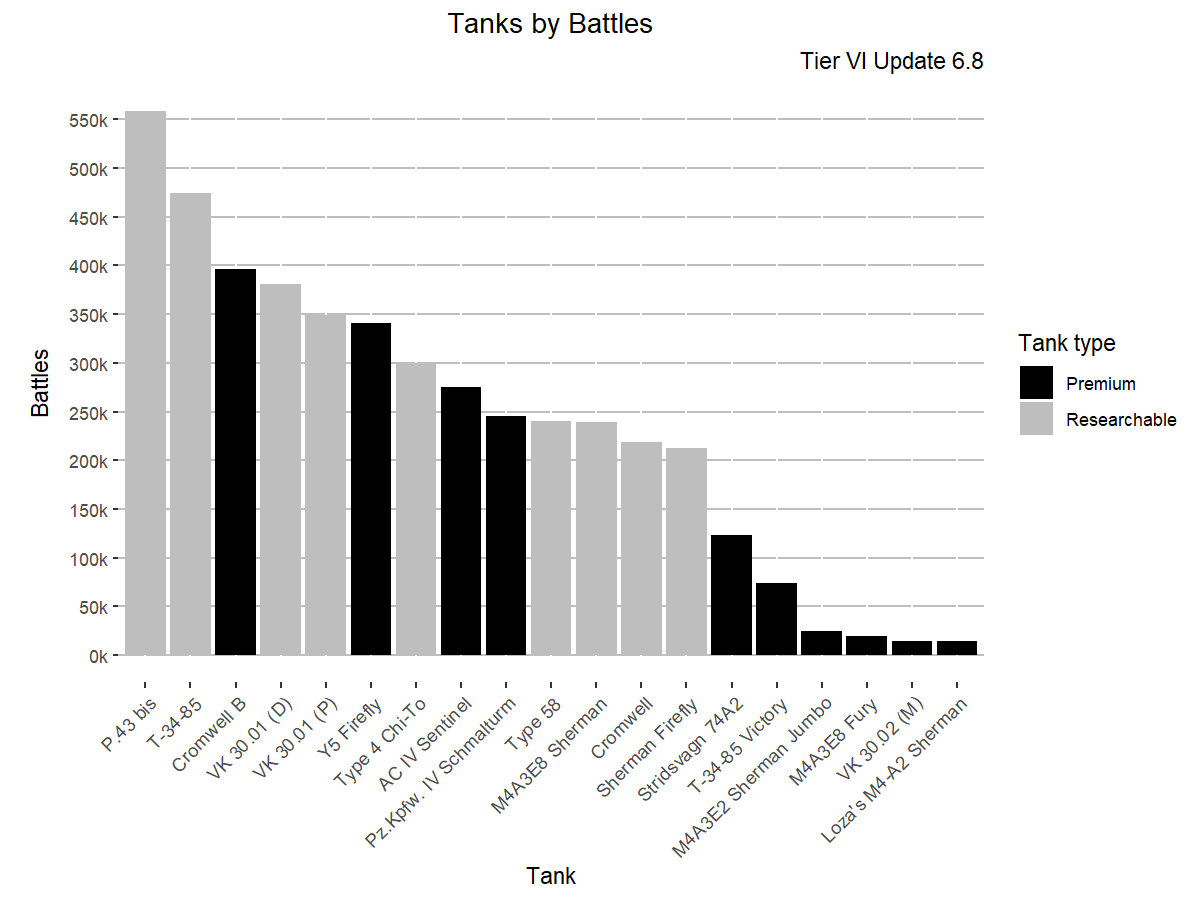 Tanks by Battles
Tier VI Update 6.8
550k
500k
450k
400k
350k
300k
250k
200k
150k
100k
50k
0k
Battles
P.43 bis
T-34-85
Cromwell B
VK 30.01 (D)
VK 30.01 (P)
Y5 Firefly
Type 4 Chi-To
AC IV Sentinel
Pz.Kpfw. IV Schmalturm
Type 58
M4A3E8 Sherman
Cromwell
Sherman Firefly
Stridsvagn 74A2
T-34-85 Victory
M4A3E2 Sherman Jumbo
M4A3E8 Fury
VK 30.02 (M)
Loza's M4-A2 Sherman
Tank
Tank type
Premium
Researchable